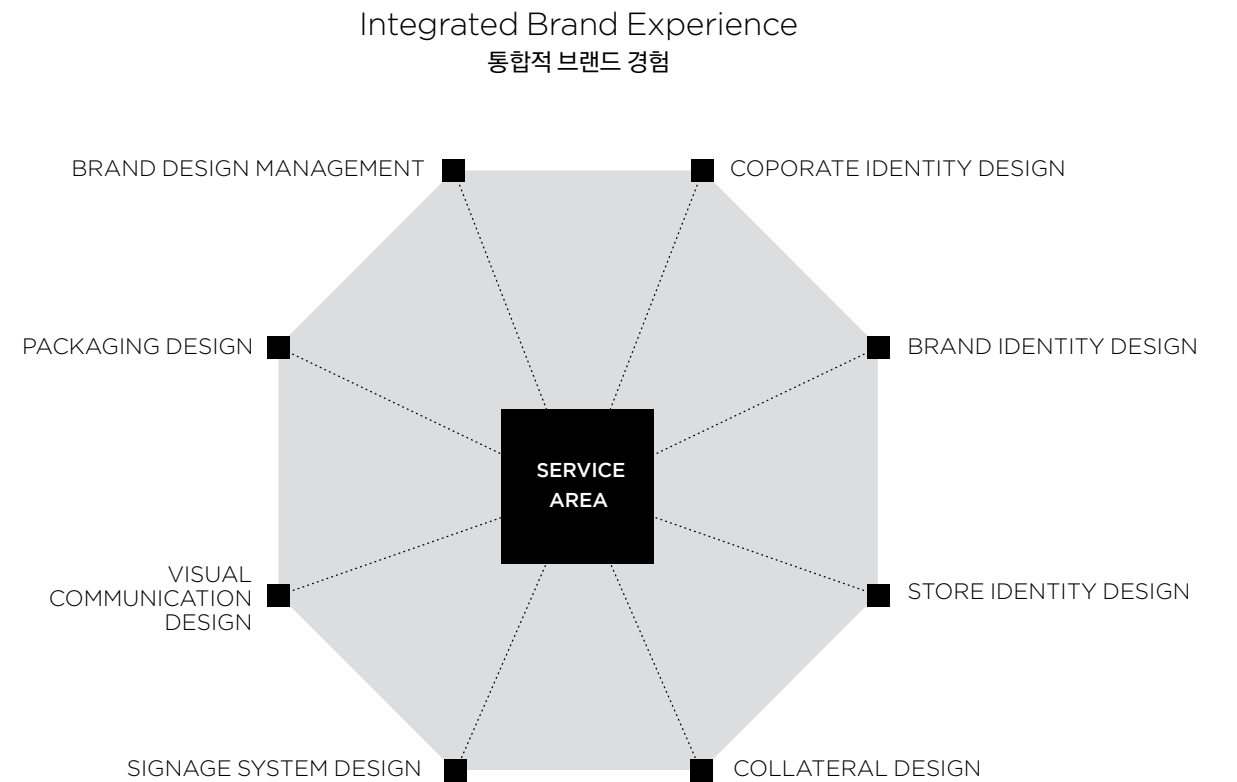 Integrated Brand Experience
통합적 브랜드 경험
BRAND DESIGN MANAGEMENT
COPORATE IDENTITY DESIGN
PACKAGING DESIGN
BRAND IDENTITY DESIGN
SERVICE
AREA
VISUAL
COMMUNICATION
DESIGN
STORE IDENTITY DESIGN
SIGNAGE SYSTEM DESIGN
COLLATERAL DESIGN